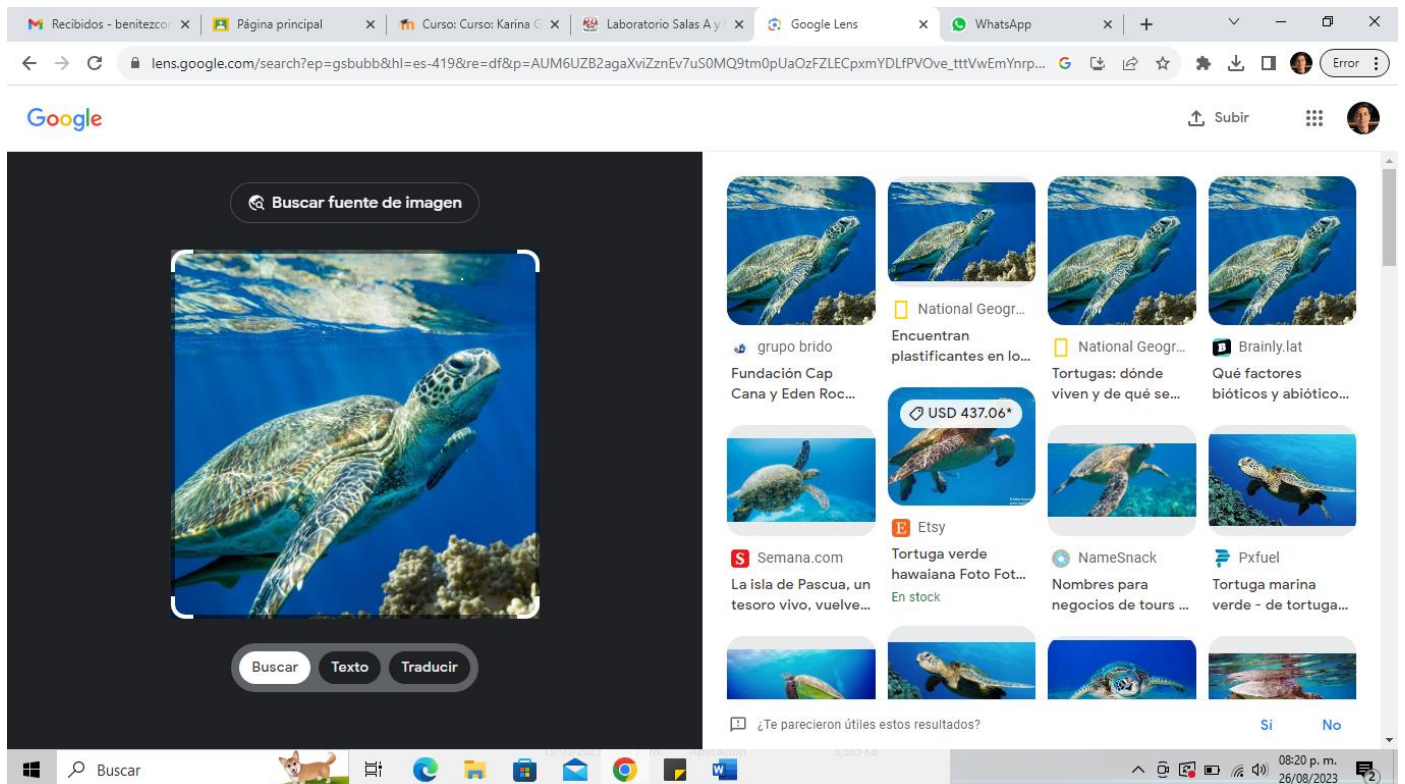 Recibidos - benitezcor
Página principal
Curso: Curso: Karina G
Laboratorio Salas A y
Google Lens
WhatsApp
lens.google.com/search?ep=gsbubb&hl=es-419&re=df&p=AUM6UZB2agaXviZznEv7uS0MQ9tm0pUaOzFZLECpxmYDLfPVOve_tttVwEmYnrp...
Error
Google
Subir
Buscar fuente de imagen
Buscar
Texto
Traducir
grupo brido
Fundación Cap
Cana y Eden Roc...
National Geogr...
Encuentran
plastificantes en lo...
National Geogr...
Tortugas: dónde
viven y de qué se...
Brainly.lat
Qué factores
bióticos y abiótico...
Semana.com
La isla de Pascua, un
tesoro vivo, vuelve...
USD 437.06*
Etsy
Tortuga verde
hawaiana Foto Fot...
En stock
NameSnack
Nombres para
negocios de tours ...
Pxfuel
Tortuga marina
verde - de tortuga...
¿Te parecieron útiles estos resultados?
Sí
No
Buscar
08:20 p. m.
26/08/2023
2